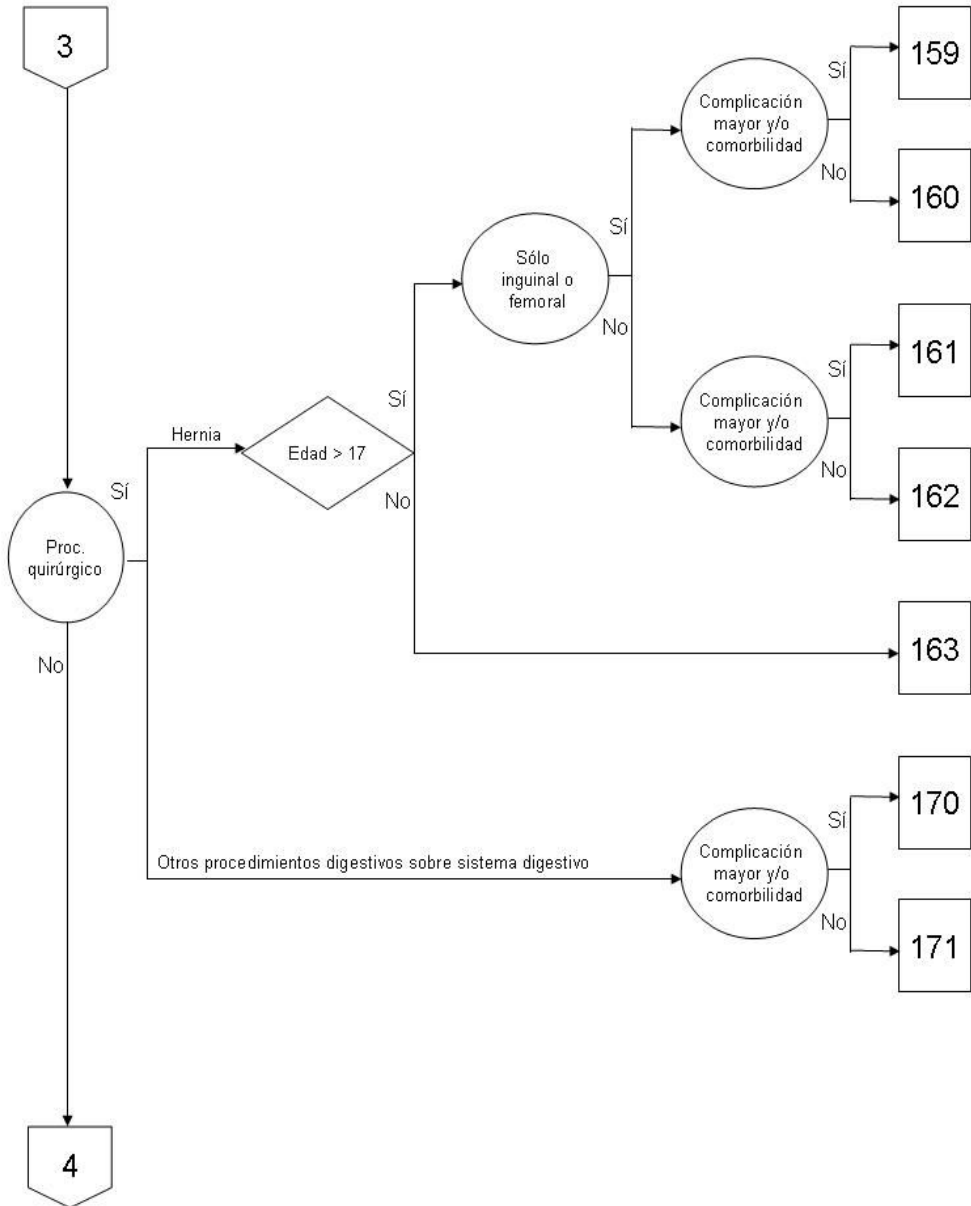 3
Complicación
mayor y/o
comorbilidad
Sí
No
159
160
Sólo
inguinal o
femoral
Sí
No
Complicación
mayor y/o
comorbilidad
Sí
No
161
162
Hernia
Edad > 17
Sí
No
163
Proc.
quirúrgico
Sí
No
Otros procedimientos digestivos sobre sistema digestivo
Complicación
mayor y/o
comorbilidad
Sí
No
170
171
4